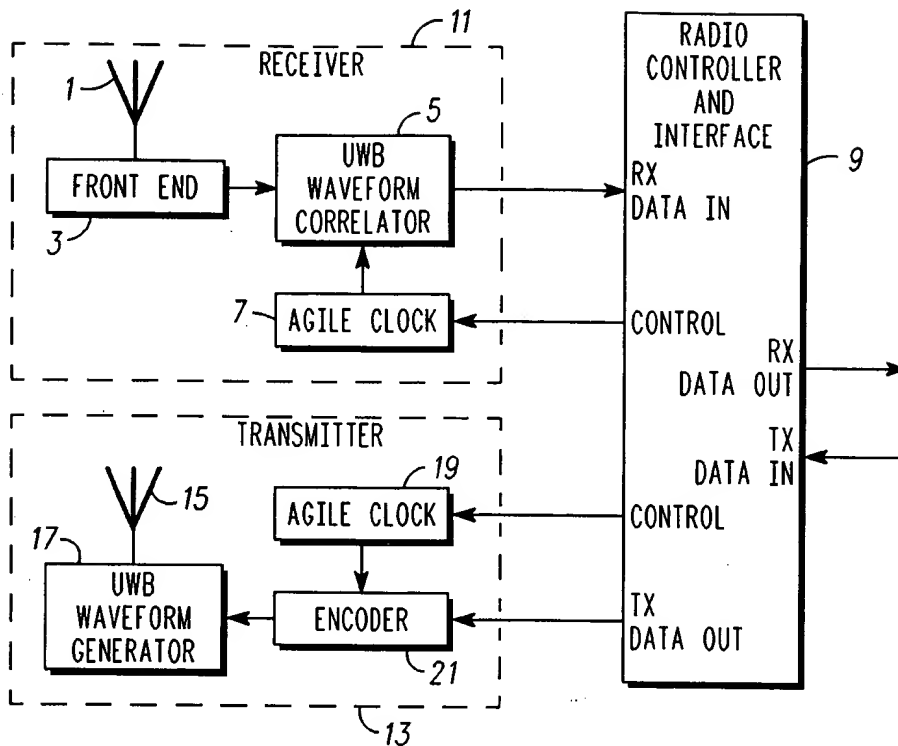 11
RECEIVER
1
FRONT END
3
5
UWB
WAVEFORM
CORRELATOR
7
AGILE CLOCK
RADIO
CONTROLLER
AND
INTERFACE
9
RX
DATA IN
CONTROL
RX
DATA OUT
TX
DATA IN
CONTROL
TX
DATA OUT
TRANSMITTER
15
19
AGILE CLOCK
17
UWB
WAVEFORM
GENERATOR
ENCODER
21
13